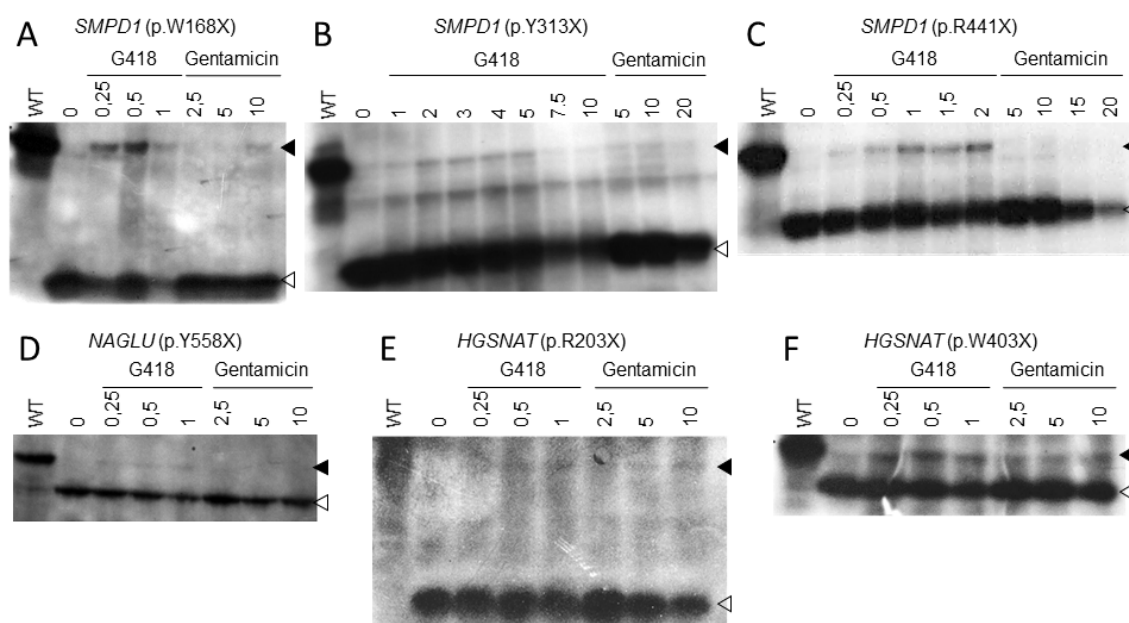 A SMPD1 (p.W168X)
G418 Gentamicin
WT 0 0,25 0,5 1 2,5 5 10
B SMPD1 (p.Y313X)
G418 Gentamicin
WT 0 1 2 3 4 5 7.5 10 5 10 20
C SMPD1 (p.R441X)
G418 Gentamicin
WT 0 0,25 0,5 1 1,5 2 5 10 15 20
D NAGLU (p.Y558X)
G418 Gentamicin
WT 0 0,25 0,5 1 2,5 5 10
E HGSNAT (p.R203X)
G418 Gentamicin
WT 0 0,25 0,5 1 2,5 5 10
F HGSNAT (p.W403X)
G418 Gentamicin
WT 0 0,25 0,5 1 2,5 5 10